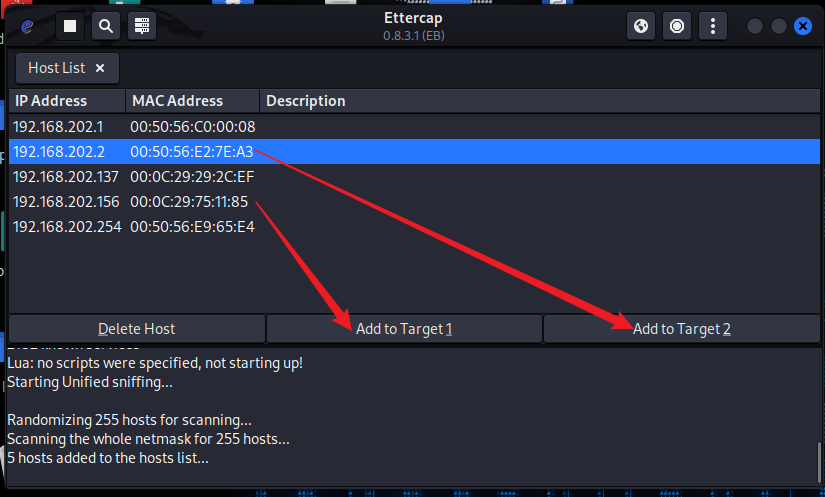 Ettercap
0.8.3.1 (EB)
Host List ×
IP Address MAC Address Description
192.168.202.1 00:50:56:C0:00:08
192.168.202.2 00:50:56:E2:7E:A3
192.168.202.137 00:0C:29:29:2C:EF
192.168.202.156 00:0C:29:75:11:85
192.168.202.254 00:50:56:E9:65:E4
Delete Host Add to Target 1 Add to Target 2
Lua: no scripts were specified, not starting up!
Starting Unified sniffing...
Randomizing 255 hosts for scanning...
Scanning the whole netmask for 255 hosts...
5 hosts added to the hosts list...